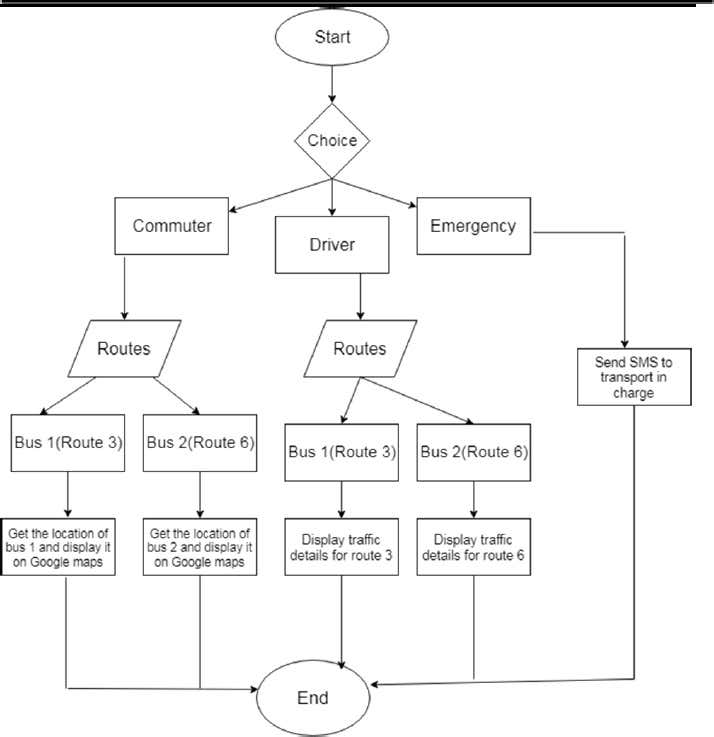 Start
Choice
Commuter
Driver
Emergency
Routes
Routes
Send SMS to
transport in
charge
Bus 1(Route 3)
Bus 2(Route 6)
Bus 1(Route 3)
Bus 2(Route 6)
Get the location of
bus 1 and display it
on Google maps
Get the location of
bus 2 and display it
on Google maps
Display traffic
details for route 3
Display traffic
details for route 6
End